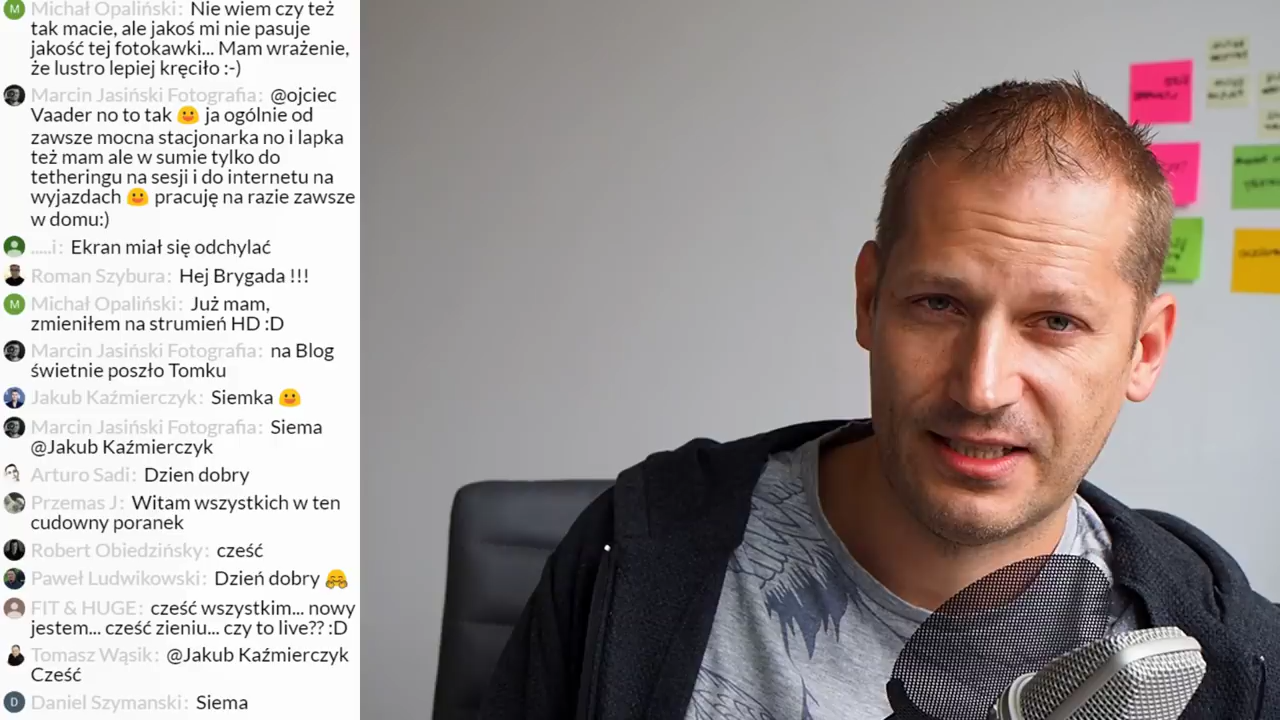 Michał Opaliński: Nie wiem czy też
tak macie, ale jakoś mi nie pasuje
jakość tej fotokawki... Mam wrażenie,
że lustro lepiej kręciło :-)
Marcin Jasiński Fotografia: @ojciec
Vaader no to tak 😛 ja ogólnie od
zawsze mocna stacjonarka no i lapka
też mam ale w sumie tylko do
tetheringu na sesji i do internetu na
wyjazdach 😛 pracuję na razie zawsze
w domu:)
.....i: Ekran miał się odchylać
Roman Szybura: Hej Brygada !!!
M
Michał Opaliński: Już mam,
zmieniłem na strumień HD :D
Marcin Jasiński Fotografia: na Blog
świetnie poszło Tomku
Jakub Kaźmierczyk: Siemka 😛
Marcin Jasiński Fotografia: Siema
@Jakub Kaźmierczyk
Arturo Sadi: Dzien dobry
Przemas J: Witam wszystkich w ten
cudowny poranek
Robert Obiedzińsky: cześć
Paweł Ludwikowski: Dzień dobry 🤗
FIT & HUGE: cześć wszystkim... nowy
jestem... cześć zieniu... czy to live?? :D
Tomasz Wąsik: @Jakub Kaźmierczyk
Cześć
D
Daniel Szymanski: Siema